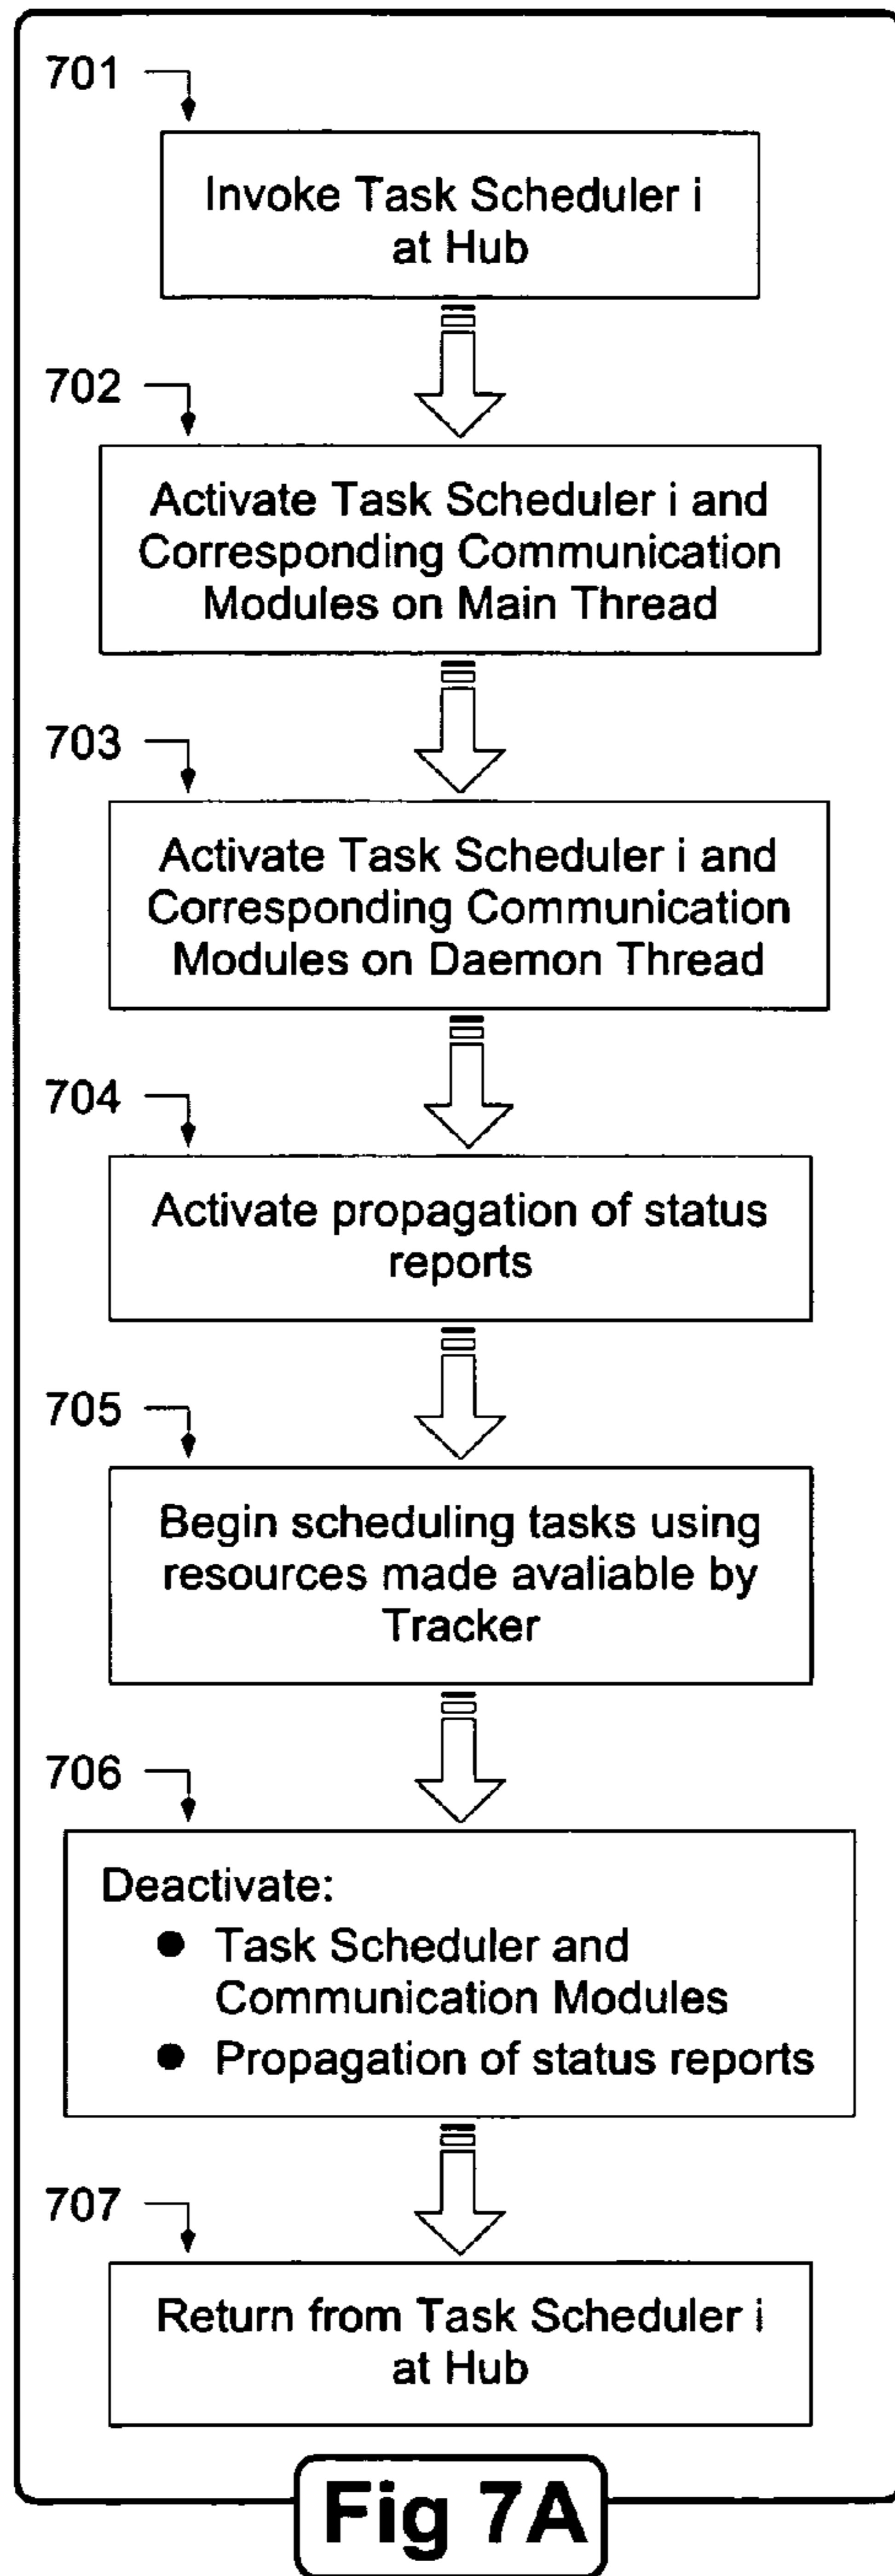 701
Invoke Task Scheduler i
at Hub
702
Activate Task Scheduler i and
Corresponding Communication
Modules on Main Thread
703
Activate Task Scheduler i and
Corresponding Communication
Modules on Daemon Thread
704
Activate propagation of status
reports
705
Begin scheduling tasks using
resources made avaliable by
Tracker
706
Deactivate:
● Task Scheduler and
Communication Modules
● Propagation of status reports
707
Return from Task Scheduler i
at Hub
Fig 7A